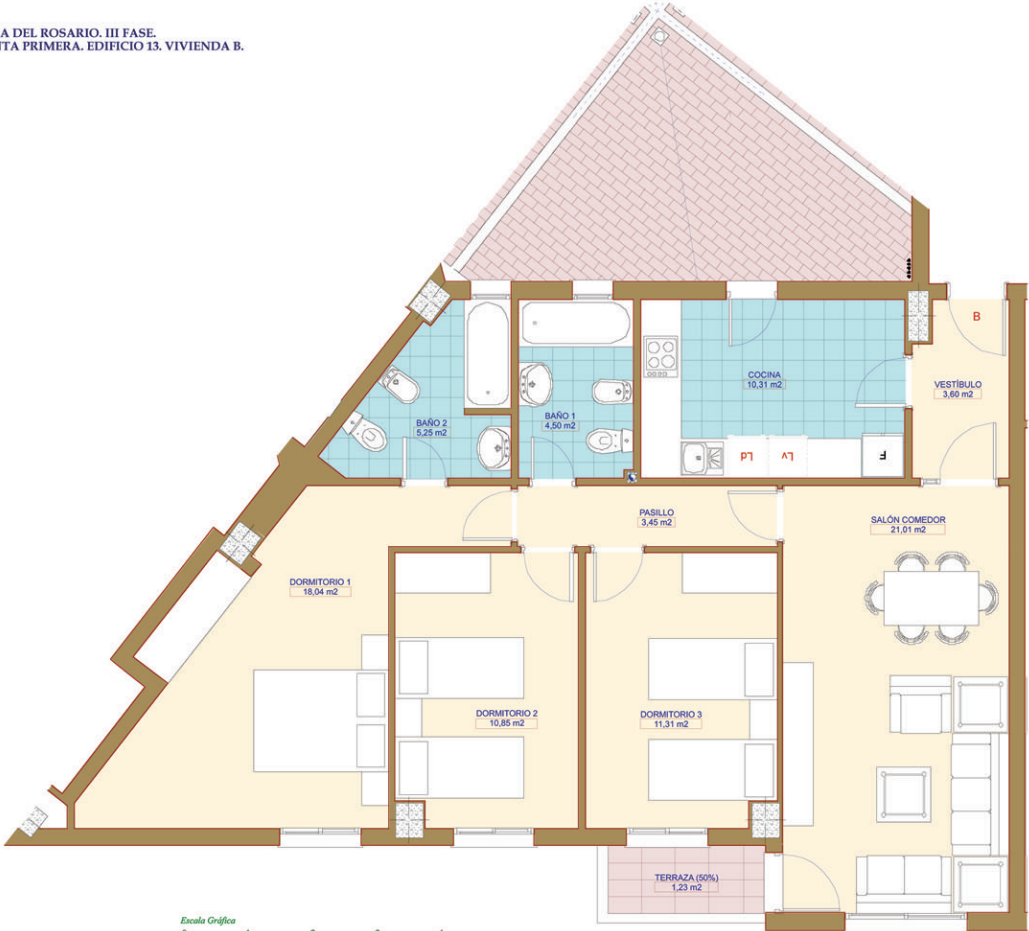 A DEL ROSARIO. III FASE.
TA PRIMERA. EDIFICIO 13. VIVIENDA B.
B
COCINA
10,31 m2
VESTÍBULO
3,60 m2
BAÑO 2
5,25 m2
BAÑO 1
4,50 m2
Ld
Lv
F
PASILLO
3,45 m2
SALÓN COMEDOR
21,01 m2
DORMITORIO 1
18,04 m2
DORMITORIO 2
10,85 m2
DORMITORIO 3
11,31 m2
TERRAZA (50%)
1,23 m2
Escala Gráfica